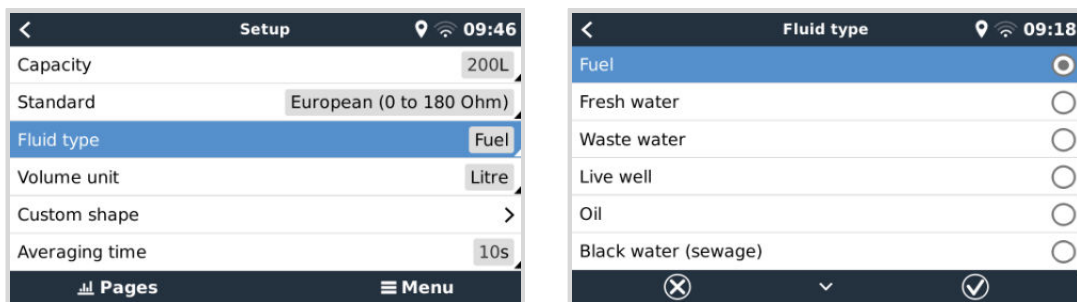 Setup 09:46
Capacity 200L
Standard European (0 to 180 Ohm)
Fluid type Fuel
Volume unit Litre
Custom shape
Averaging time 10s
Pages Menu
Fluid type 09:18
Fuel
Fresh water
Waste water
Live well
Oil
Black water (sewage)